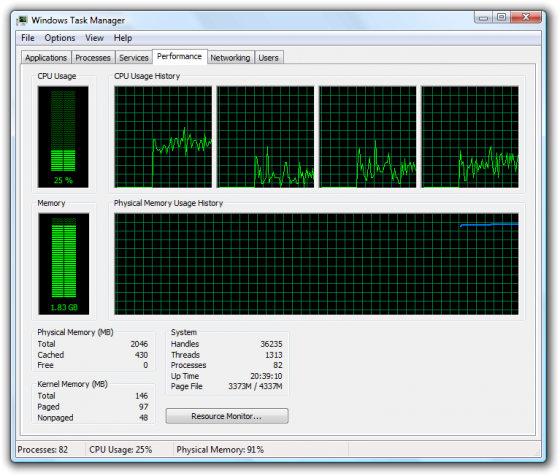 Windows Task Manager
File Options View Help
Applications Processes Services Performance Networking Users
CPU Usage CPU Usage History
25 %
Memory Physical Memory Usage History
1.83 GB
Physical Memory (MB)
Total 2046
Cached 430
Free 0
System
Handles 36235
Threads 1313
Processes 82
Up Time 20:39:10
Page File 3373M / 4337M
Kernel Memory (MB)
Total 146
Paged 97
Nonpaged 48
Resource Monitor...
Processes: 82 CPU Usage: 25% Physical Memory: 91%